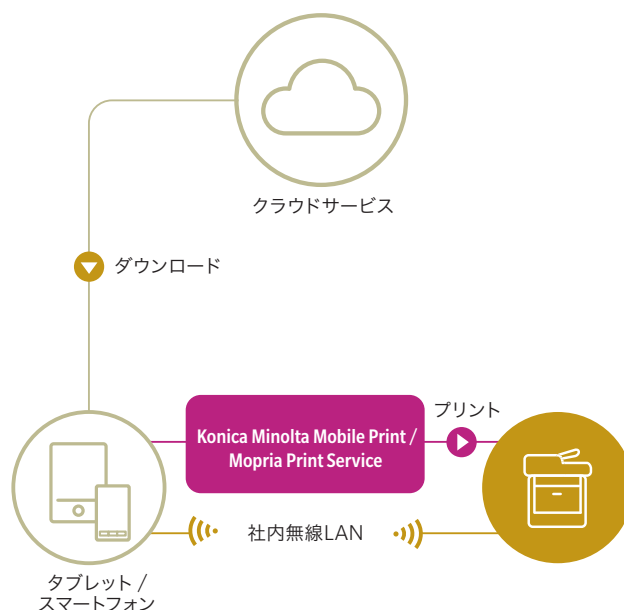 クラウドサービス
ダウンロード
プリント
Konica Minolta Mobile Print /
Mopria Print Service
社内無線LAN
タブレット /
スマートフォン